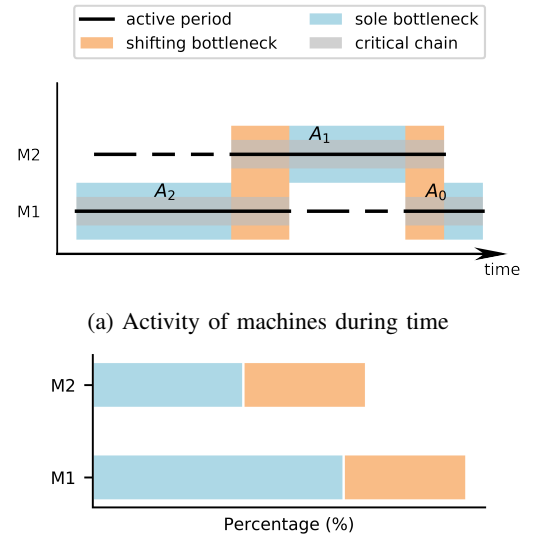 active period
sole bottleneck
shifting bottleneck
critical chain
A1
M2
A2
A0
M1
time
(a) Activity of machines during time
M2
M1
Percentage (%)